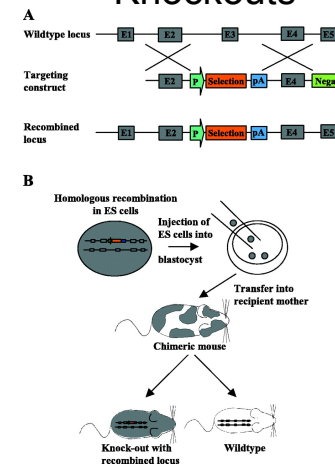 Knockouts
A
Wildtype locus E1 E2 E3 E4 E5
Targeting
construct
E2 P Selection pA E4 Nega
Recombined
locus
E1 E2 P Selection pA E4 E5
B
Homologous recombination
in ES cells
Injection of
ES cells into
blastocyst
Transfer into
recipient mother
Chimeric mouse
Knock-out with
recombined locus
Wildtype